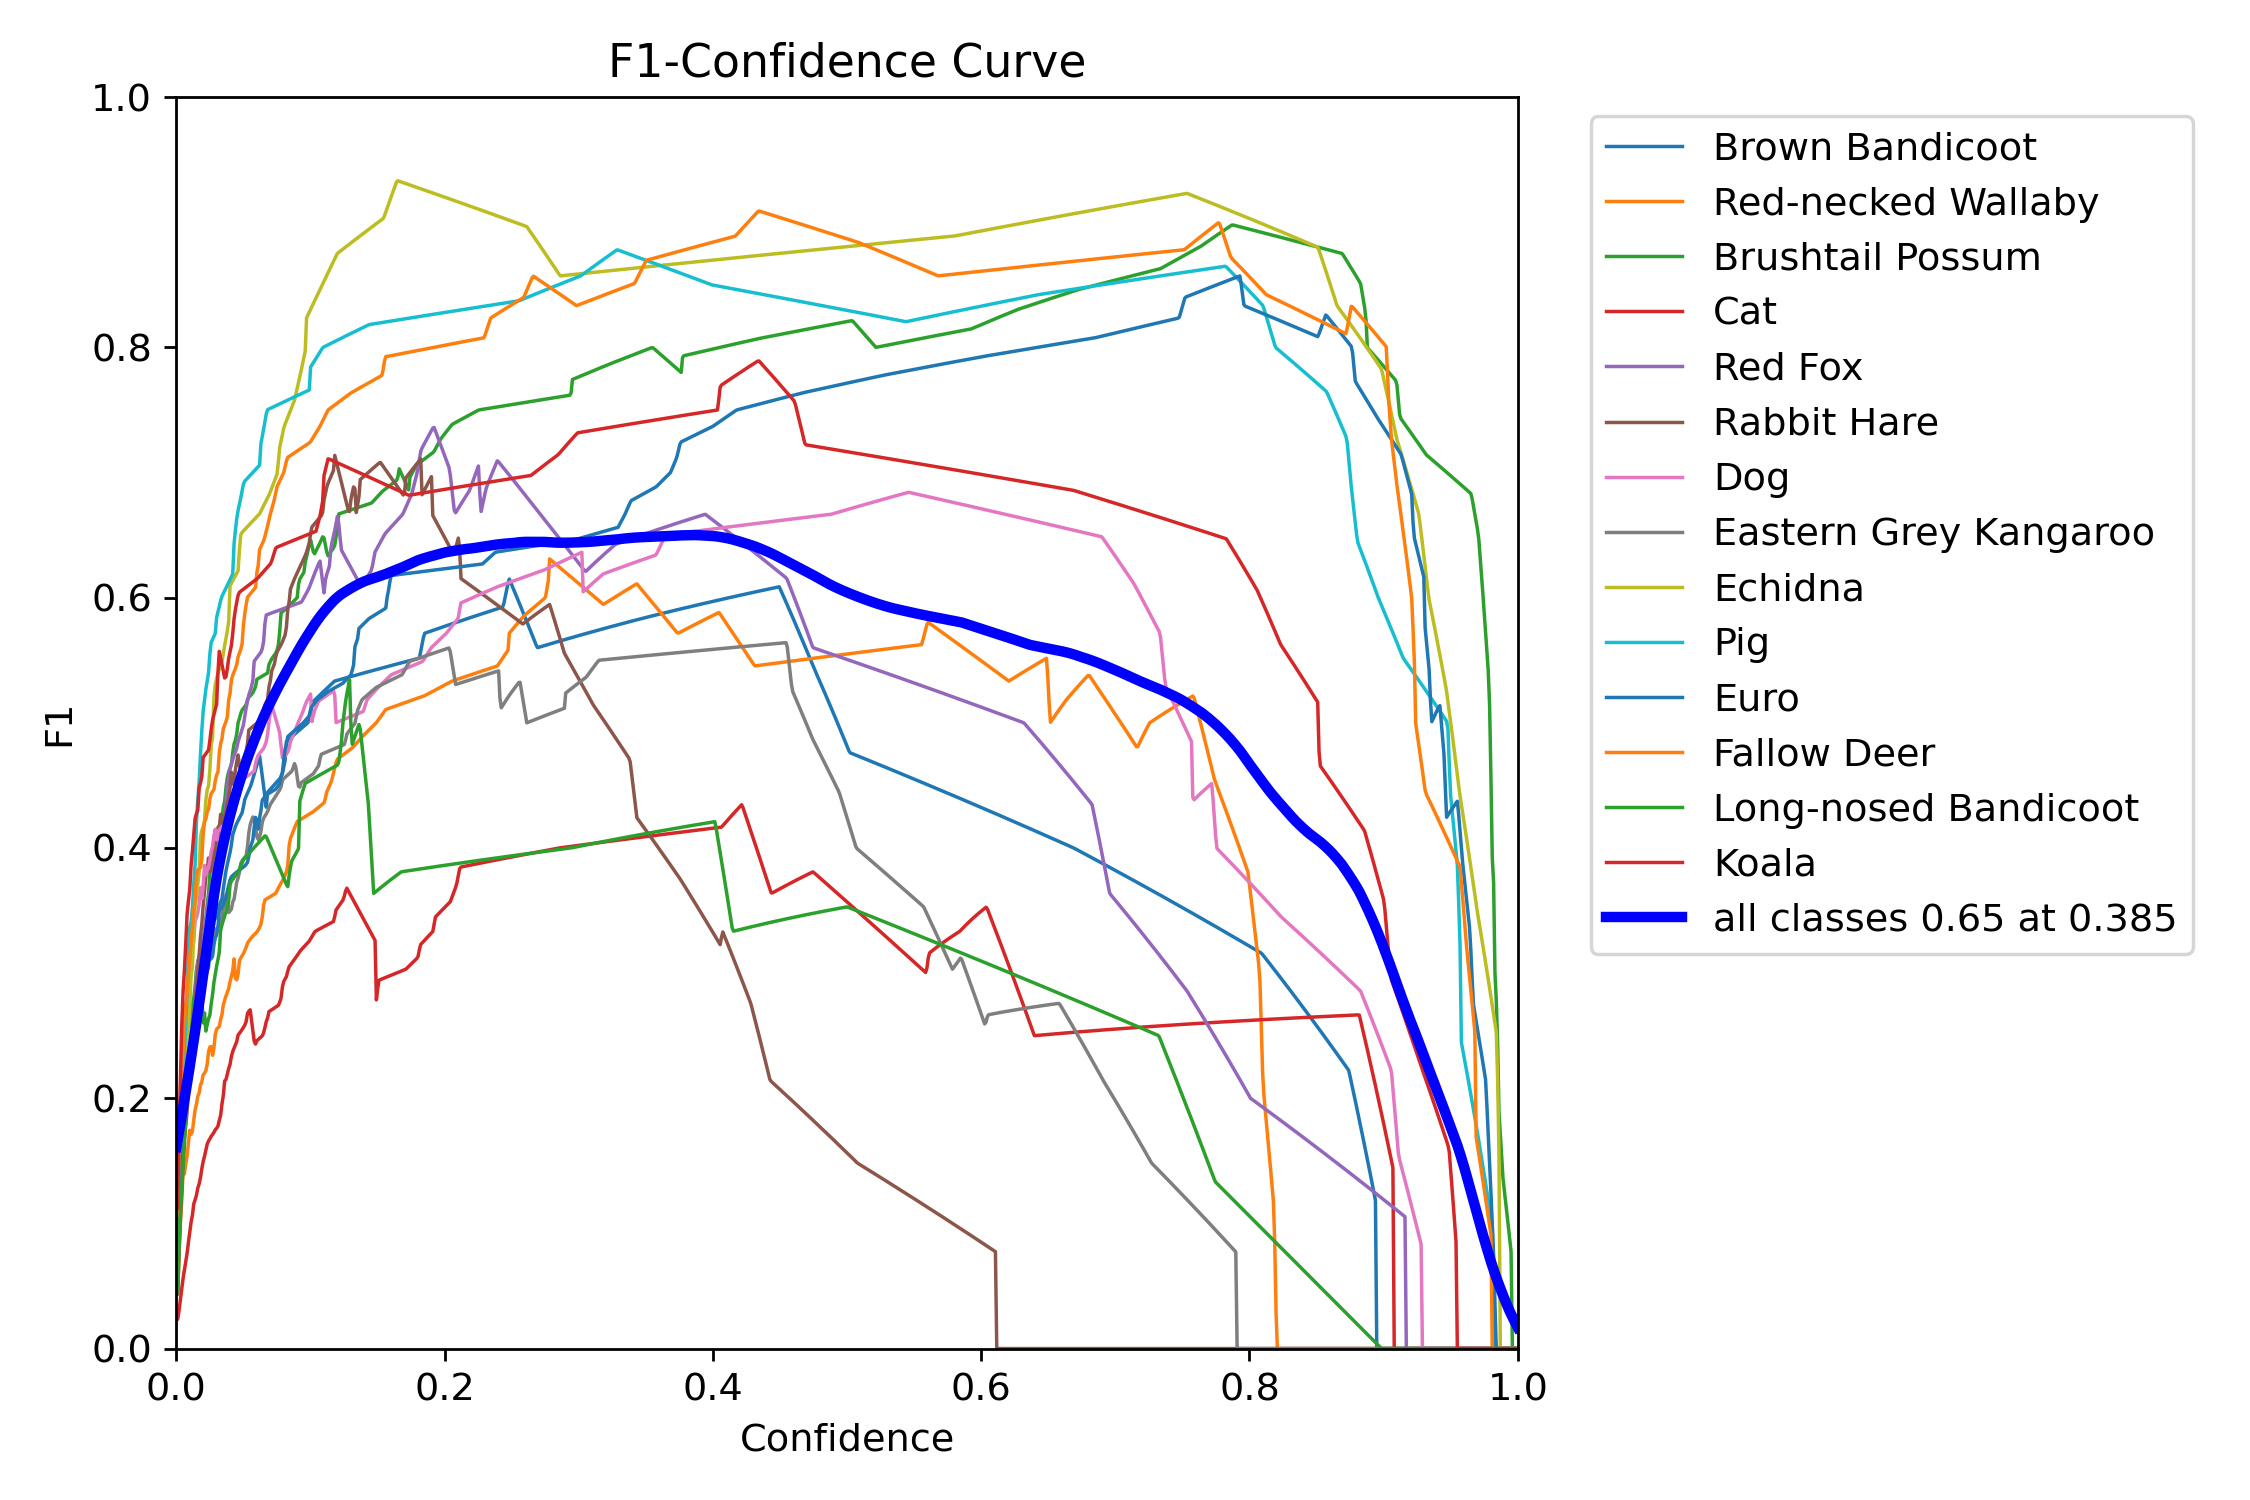 F1-Confidence Curve
1.0
0.8
0.6
0.4
0.2
0.0
F1
0.0 0.2 0.4 0.6 0.8 1.0
Confidence
Brown Bandicoot
Red-necked Wallaby
Brushtail Possum
Cat
Red Fox
Rabbit Hare
Dog
Eastern Grey Kangaroo
Echidna
Pig
Euro
Fallow Deer
Long-nosed Bandicoot
Koala
all classes 0.65 at 0.385